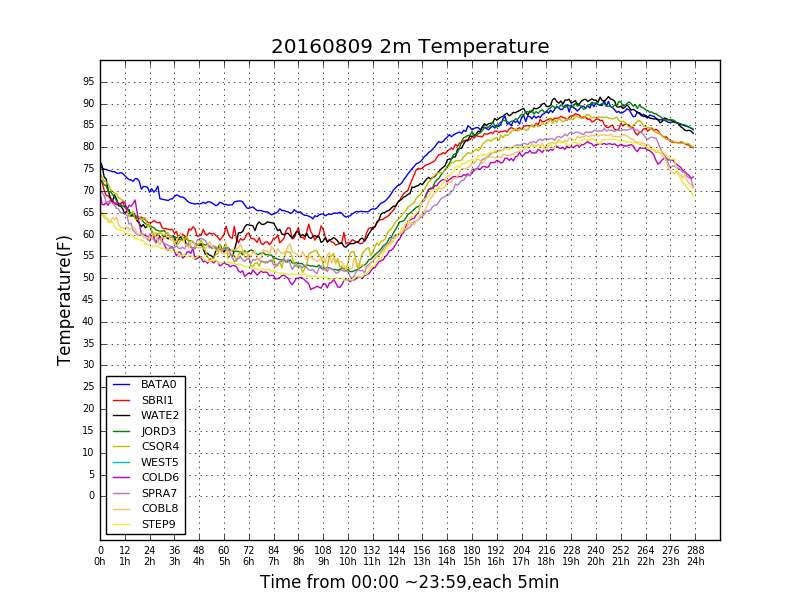 20160809 2m Temperature
Temperature(F)
95
90
85
80
75
70
65
60
55
50
45
40
35
30
25
20
15
10
5
0
BATA0
SBRI1
WATE2
JORD3
CSQR4
WEST5
COLD6
SPRA7
COBL8
STEP9
0 12 24 36 48 60 72 84 96 108 120 132 144 156 168 180 192 204 216 228 240 252 264 276 288
0h 1h 2h 3h 4h 5h 6h 7h 8h 9h 10h 11h 12h 13h 14h 15h 16h 17h 18h 19h 20h 21h 22h 23h 24h
Time from 00:00 ~23:59,each 5min